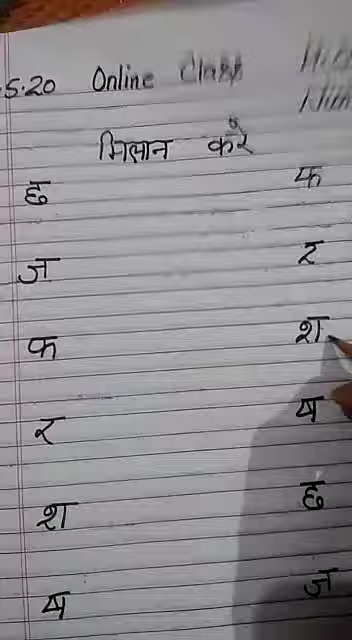 5.20 Online Class
मिलान करे
छ फ
ज र
फ श
र ष
श छ
ष ज